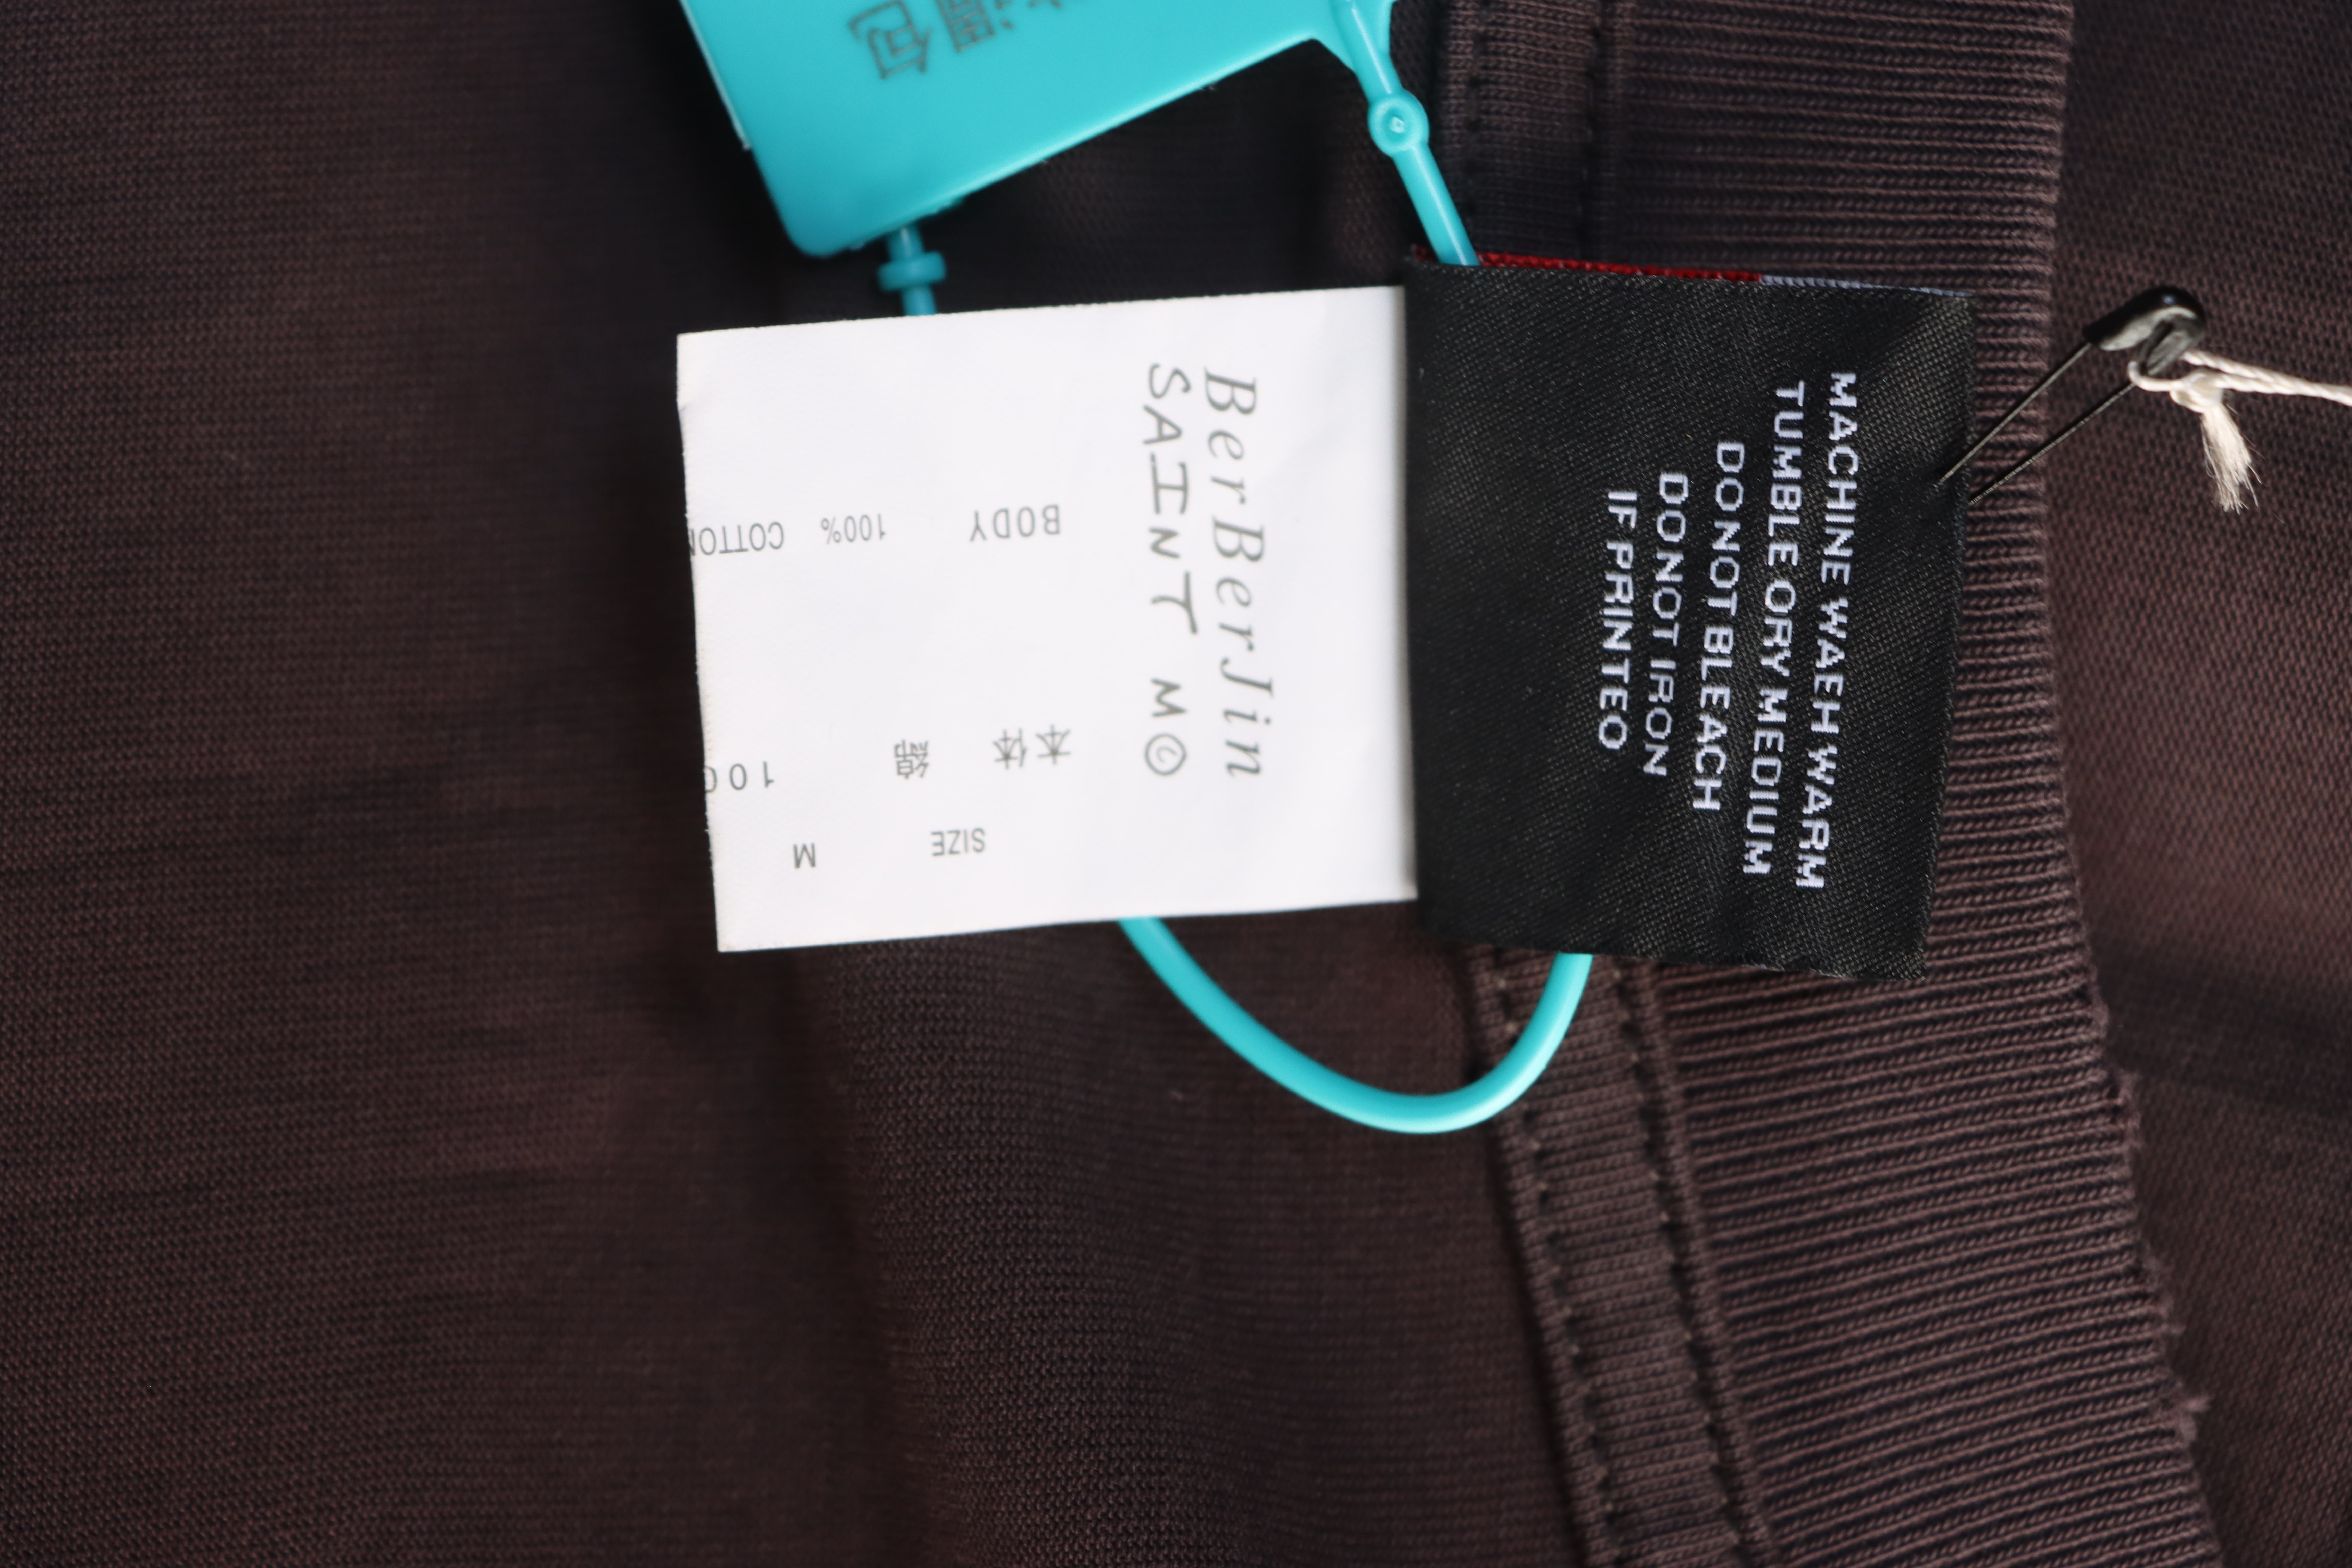 BerBerJin
SAINT M©
BODY 100% COTTON
本体 綿 100
SIZE M
MACHINE WAEH WARM
TUMBLE ORY MEDIUM
DO NOT BLEACH
DO NOT IRON
IF PRINTEO